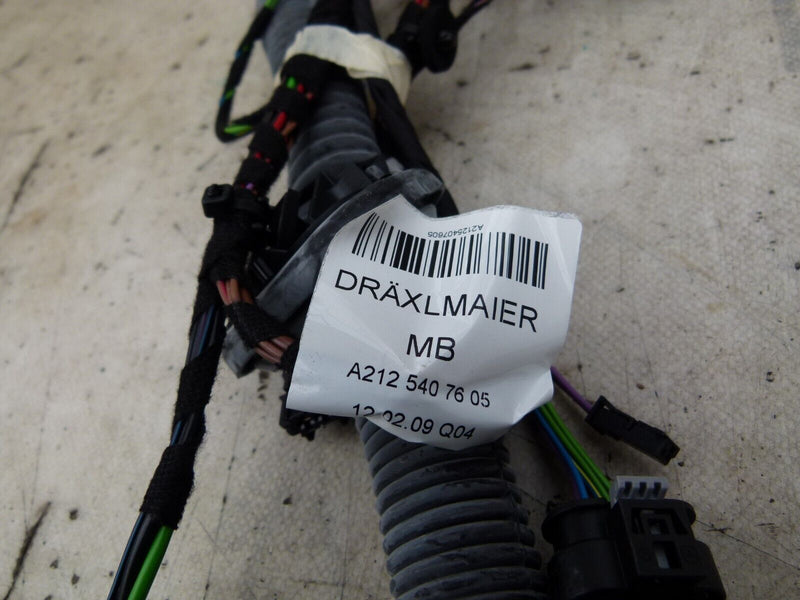 A2125407605
DRÄXLMAIER
MB
A212 540 76 05
12.02.09 Q04